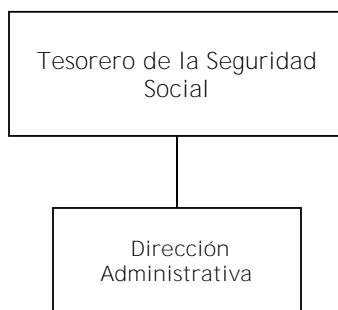 Tesorero de la Seguridad
Social
Dirección
Administrativa